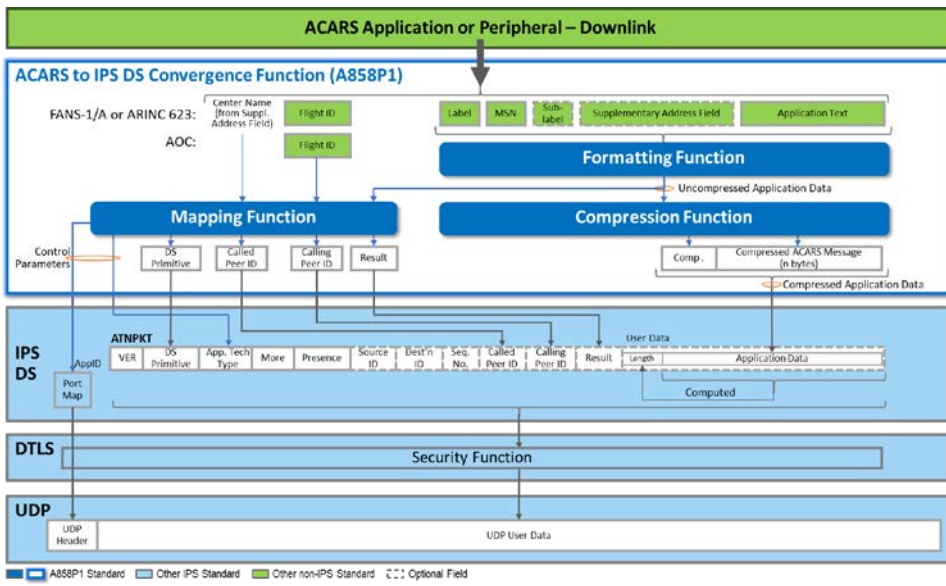 ACARS Application or Peripheral – Downlink
ACARS to IPS DS Convergence Function (A858P1)
FANS-1/A or ARINC 623:
Center Name
(from Suppl.
Address Field)
Flight ID
Label
MSN
Sub-
label
Supplementary Address Field
Application Text
AOC:
Flight ID
Formatting Function
Uncompressed Application Data
Mapping Function
Compression Function
Control
Parameters
DS
Primitive
Called
Peer ID
Calling
Peer ID
Result
Comp.
Compressed ACARS Message
(n bytes)
Compressed Application Data
IPS
DS
ATNPKT
User Data
AppID
VER
DS
Primitive
App. Tech
Type
More
Presence
Source
ID
Dest'n
ID
Seq.
No.
Called
Peer ID
Calling
Peer ID
Result
Length
Application Data
Port
Map
Computed
DTLS
Security Function
UDP
UDP
Header
UDP User Data
A858P1 Standard
Other IPS Standard
Other non-IPS Standard
Optional Field